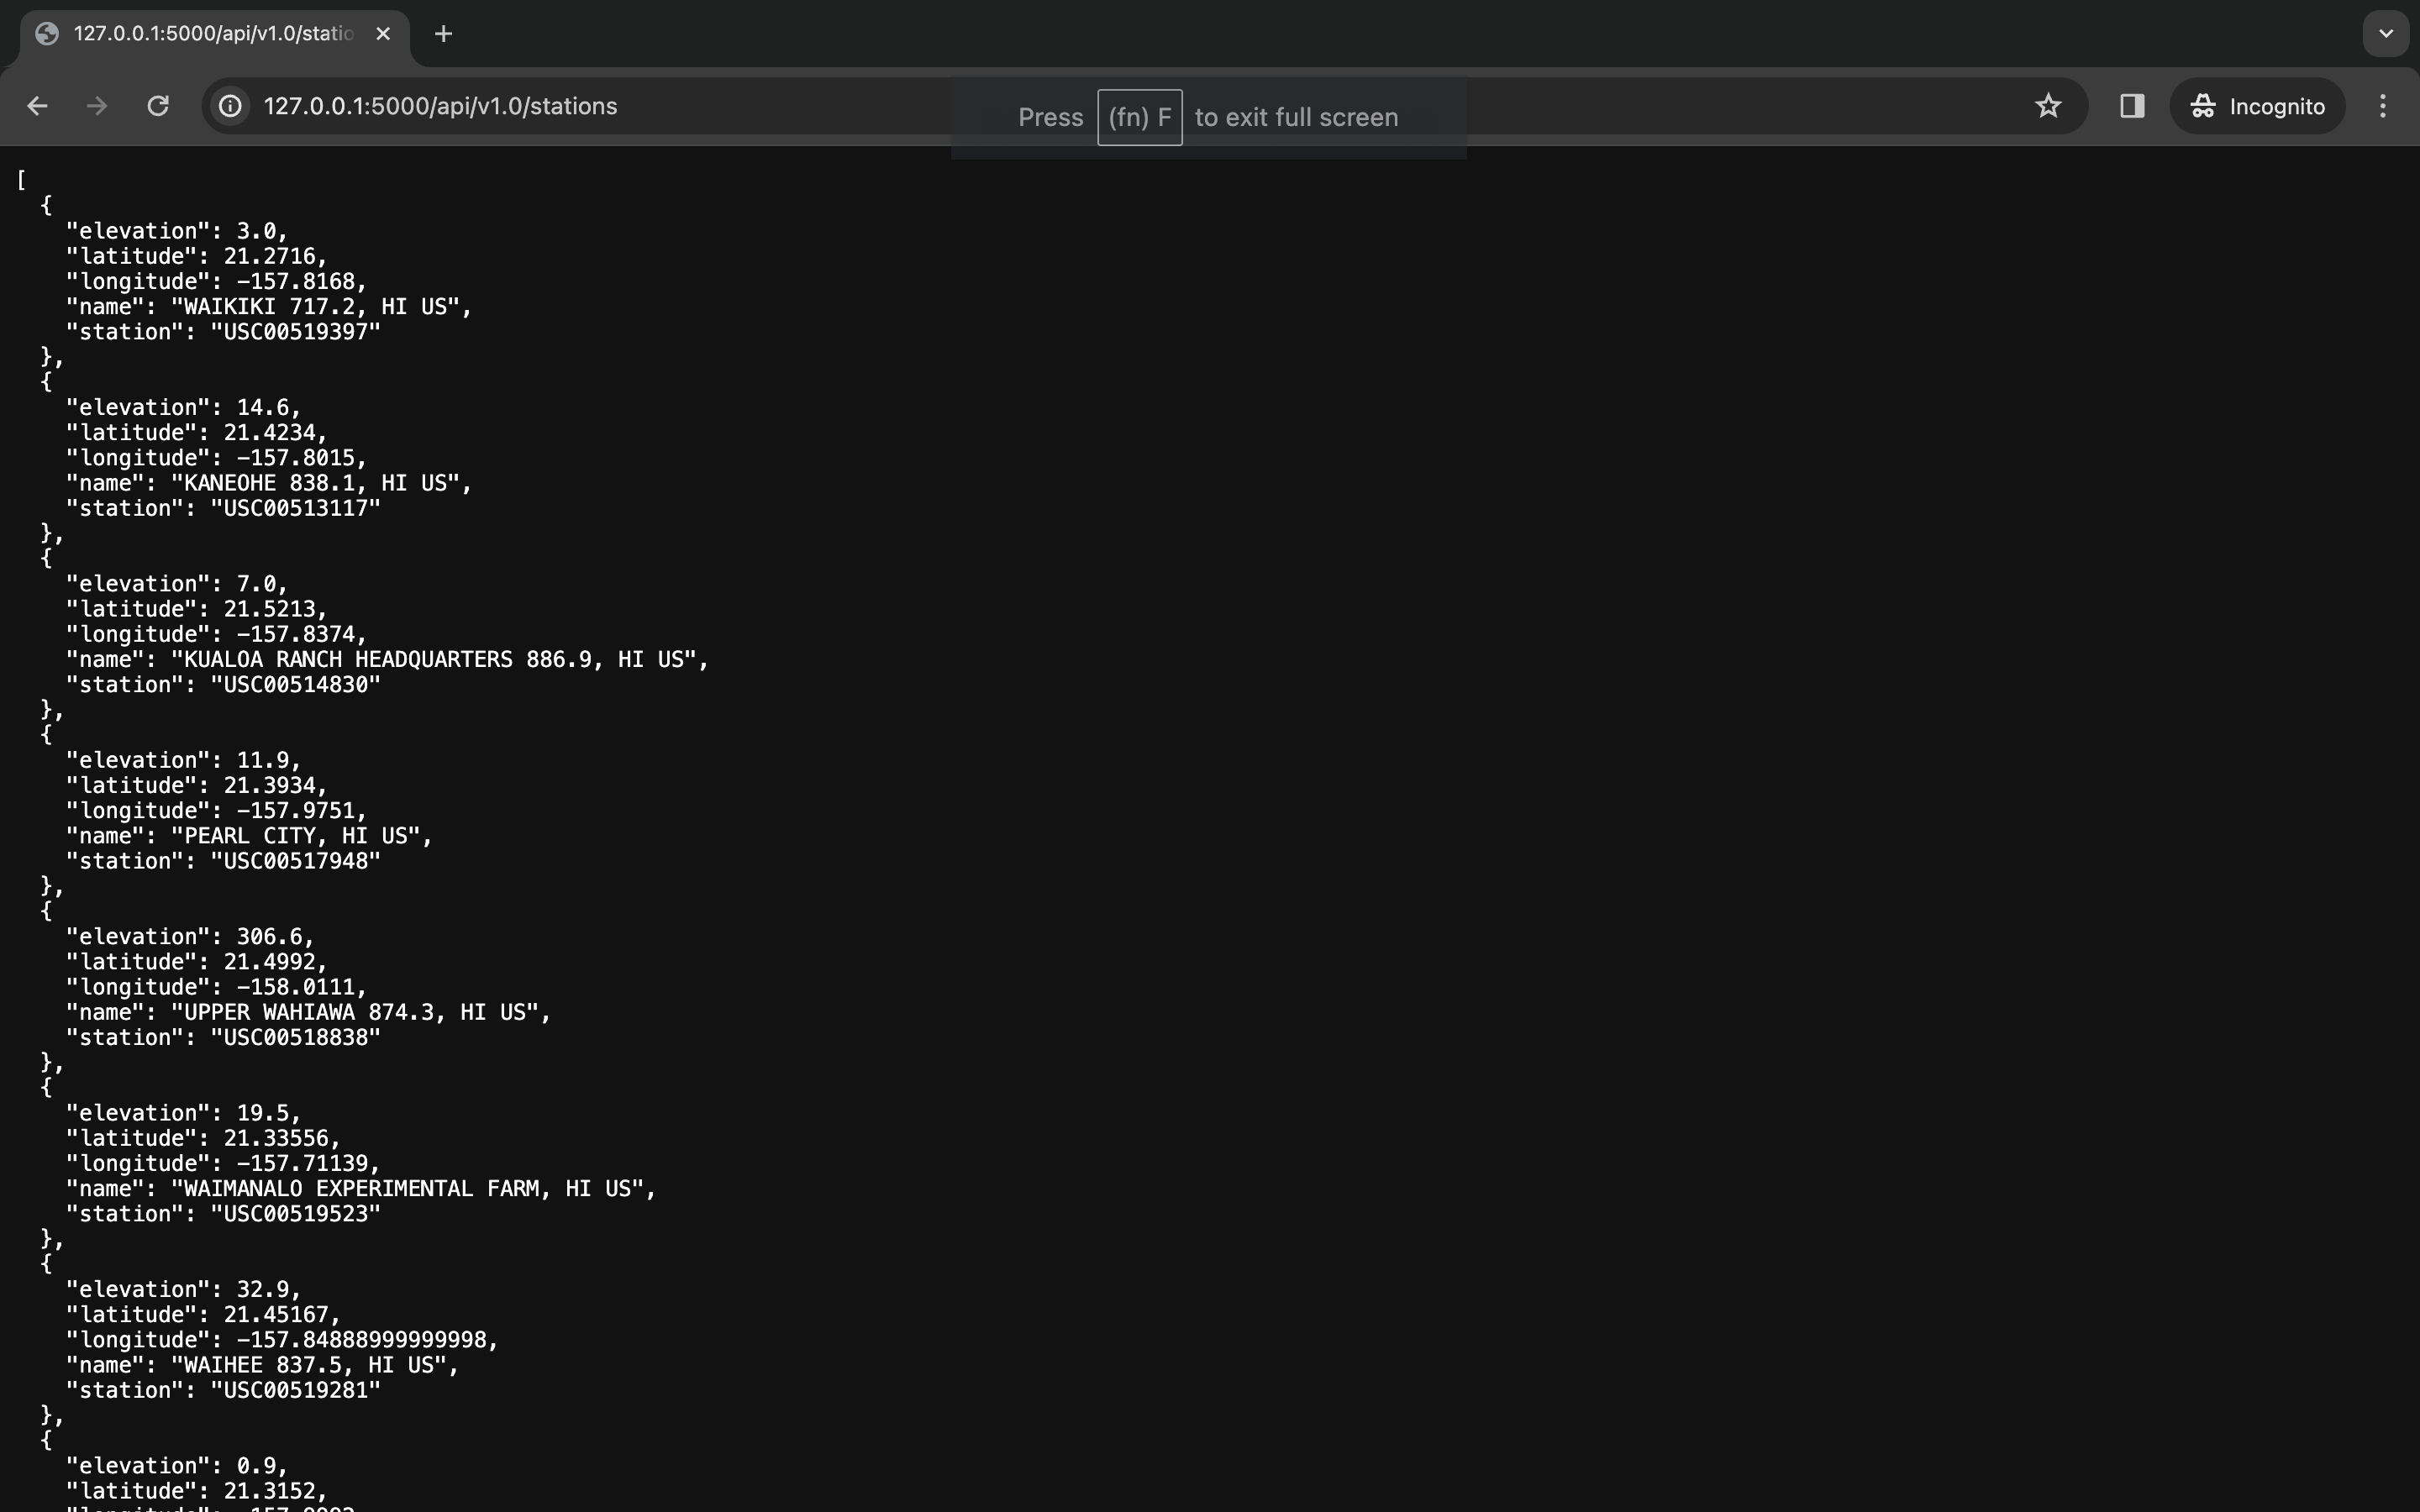 127.0.0.1:5000/api/v1.0/statio
127.0.0.1:5000/api/v1.0/stations
Press (fn) F to exit full screen
Incognito
[
  {
    "elevation": 3.0,
    "latitude": 21.2716,
    "longitude": -157.8168,
    "name": "WAIKIKI 717.2, HI US",
    "station": "USC00519397"
  },
  {
    "elevation": 14.6,
    "latitude": 21.4234,
    "longitude": -157.8015,
    "name": "KANEOHE 838.1, HI US",
    "station": "USC00513117"
  },
  {
    "elevation": 7.0,
    "latitude": 21.5213,
    "longitude": -157.8374,
    "name": "KUALOA RANCH HEADQUARTERS 886.9, HI US",
    "station": "USC00514830"
  },
  {
    "elevation": 11.9,
    "latitude": 21.3934,
    "longitude": -157.9751,
    "name": "PEARL CITY, HI US",
    "station": "USC00517948"
  },
  {
    "elevation": 306.6,
    "latitude": 21.4992,
    "longitude": -158.0111,
    "name": "UPPER WAHIAWA 874.3, HI US",
    "station": "USC00518838"
  },
  {
    "elevation": 19.5,
    "latitude": 21.33556,
    "longitude": -157.71139,
    "name": "WAIMANALO EXPERIMENTAL FARM, HI US",
    "station": "USC00519523"
  },
  {
    "elevation": 32.9,
    "latitude": 21.45167,
    "longitude": -157.84888999999998,
    "name": "WAIHEE 837.5, HI US",
    "station": "USC00519281"
  },
  {
    "elevation": 0.9,
    "latitude": 21.3152,